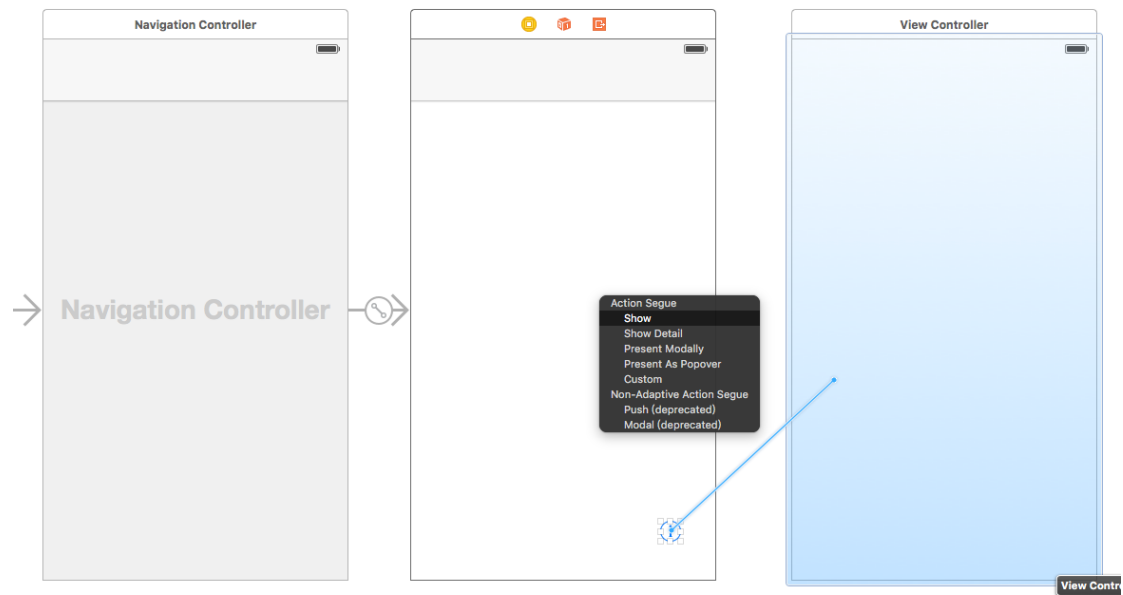 Navigation Controller
View Controller
Navigation Controller
Action Segue
Show
Show Detail
Present Modally
Present As Popover
Custom
Non-Adaptive Action Segue
Push (deprecated)
Modal (deprecated)
View Contro